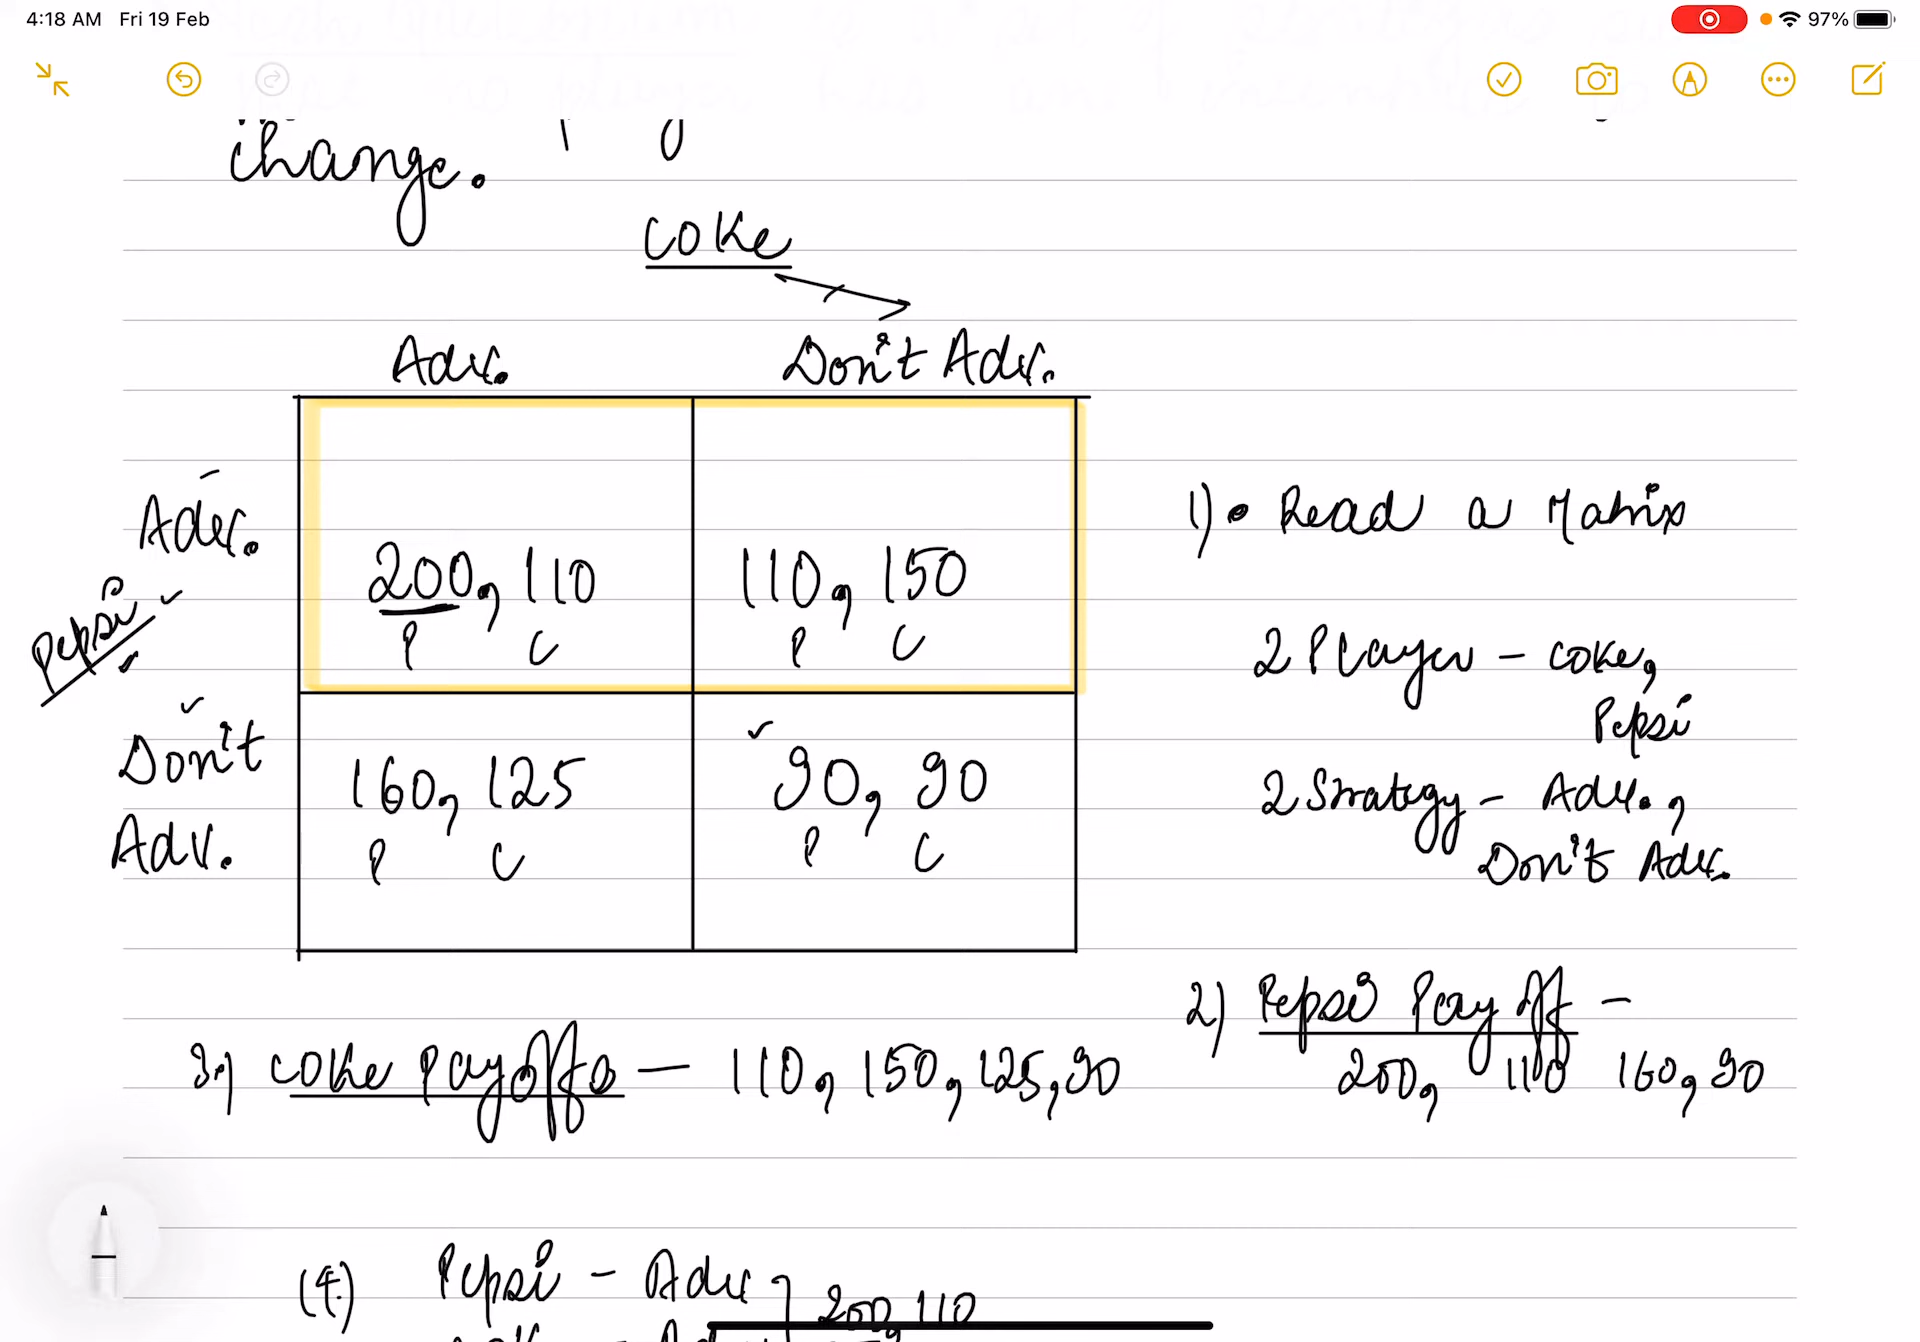 4:18 AM Fri 19 Feb
97%
change.
Coke
Adv. Don't Adv.
Adv.
Pepsi
200, 110
P C
110, 150
P C
Don't
Adv.
160, 125
P C
90, 90
P C
1) • Read a Matrix
2 Player - Coke,
Pepsi
2 Strategy - Adv.,
Don't Adv.
2) Pepsi Pay off -
200, 110 160, 90
3.) Coke Payoffs - 110, 150, 125, 90
(4.) Pepsi - Adv
200 110